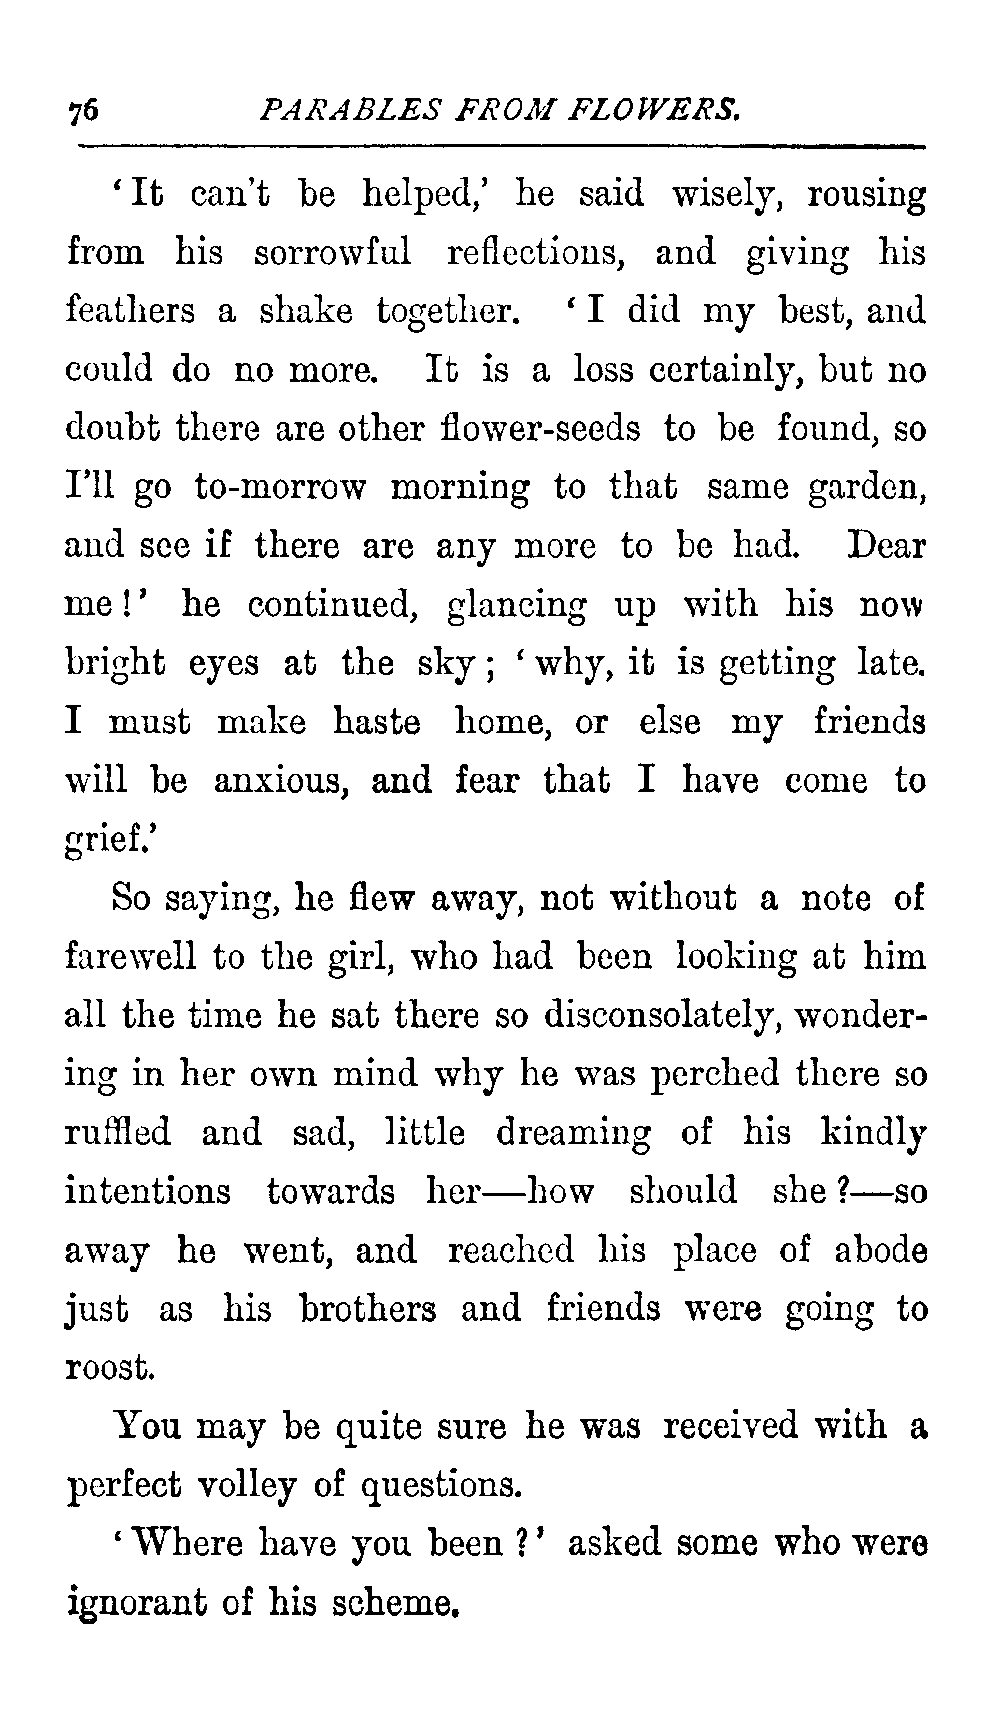 76 PARABLES FROM FLOWERS.
‘It can’t be helped,’ he said wisely, rousing
from his sorrowful reflections, and giving his
feathers a shake together. ‘I did my best, and
could do no more. It is a loss certainly, but no
doubt there are other flower-seeds to be found, so
I’ll go to-morrow morning to that same garden,
and see if there are any more to be had. Dear
me!’ he continued, glancing up with his now
bright eyes at the sky; ‘why, it is getting late.
I must make haste home, or else my friends
will be anxious, and fear that I have come to
grief.’
So saying, he flew away, not without a note of
farewell to the girl, who had been looking at him
all the time he sat there so disconsolately, wonder-
ing in her own mind why he was perched there so
ruffled and sad, little dreaming of his kindly
intentions towards her—how should she?—so
away he went, and reached his place of abode
just as his brothers and friends were going to
roost.
You may be quite sure he was received with a
perfect volley of questions.
‘Where have you been?’ asked some who were
ignorant of his scheme.